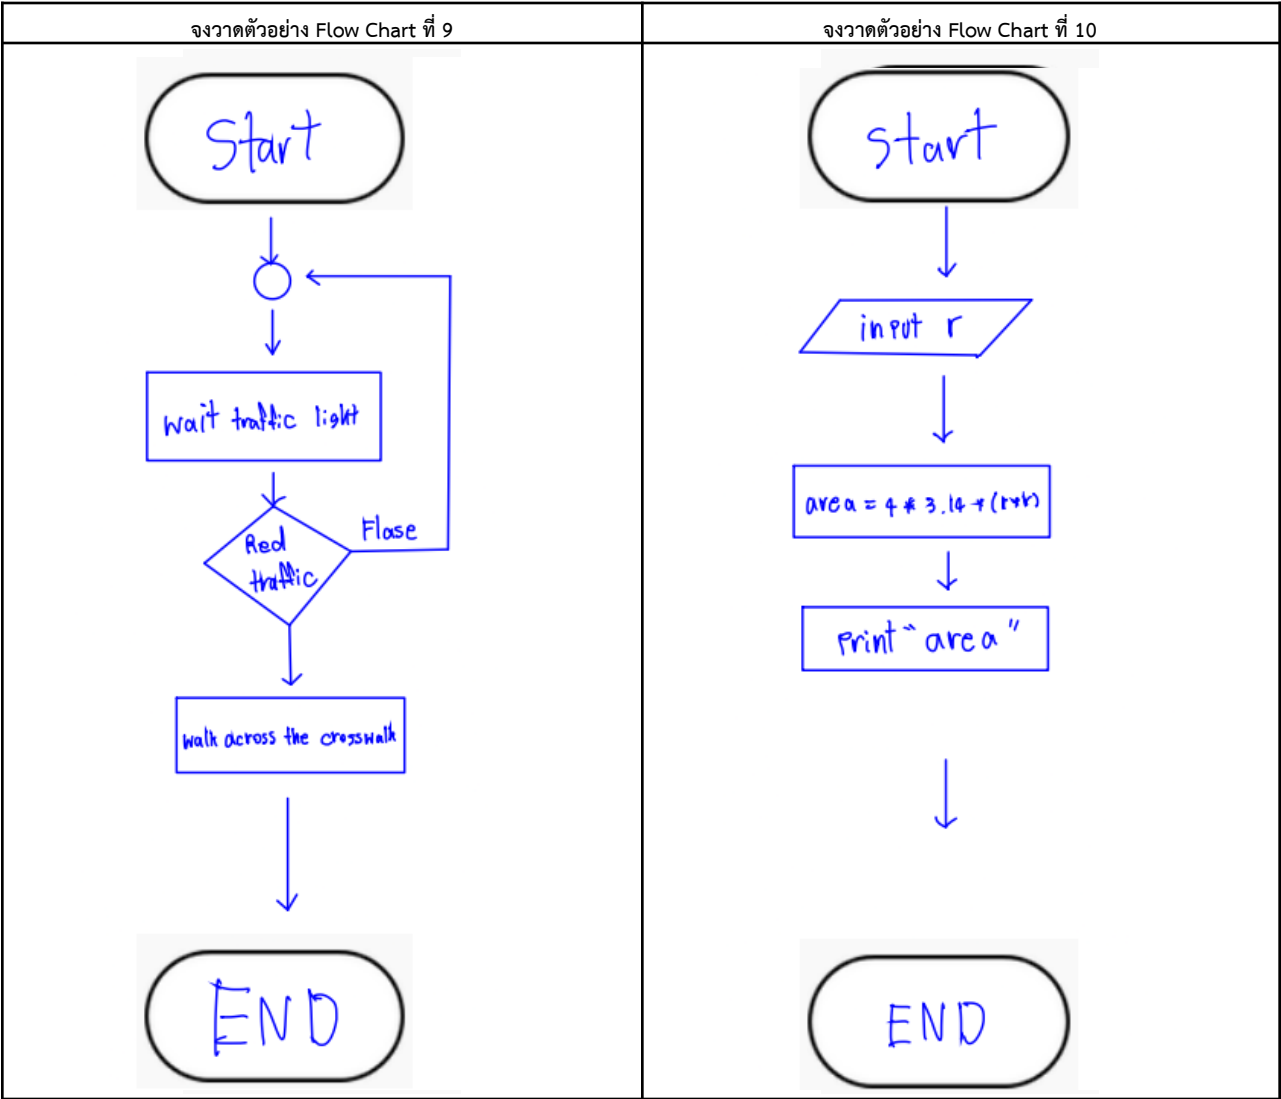 จงวาดตัวอย่าง Flow Chart ที่ 9
Start
wait traffic light
Red
traffic
Flase
walk across the crosswalk
END
จงวาดตัวอย่าง Flow Chart ที่ 10
Start
input r
area = 4 * 3.14 * (r*r)
Print "area"
END